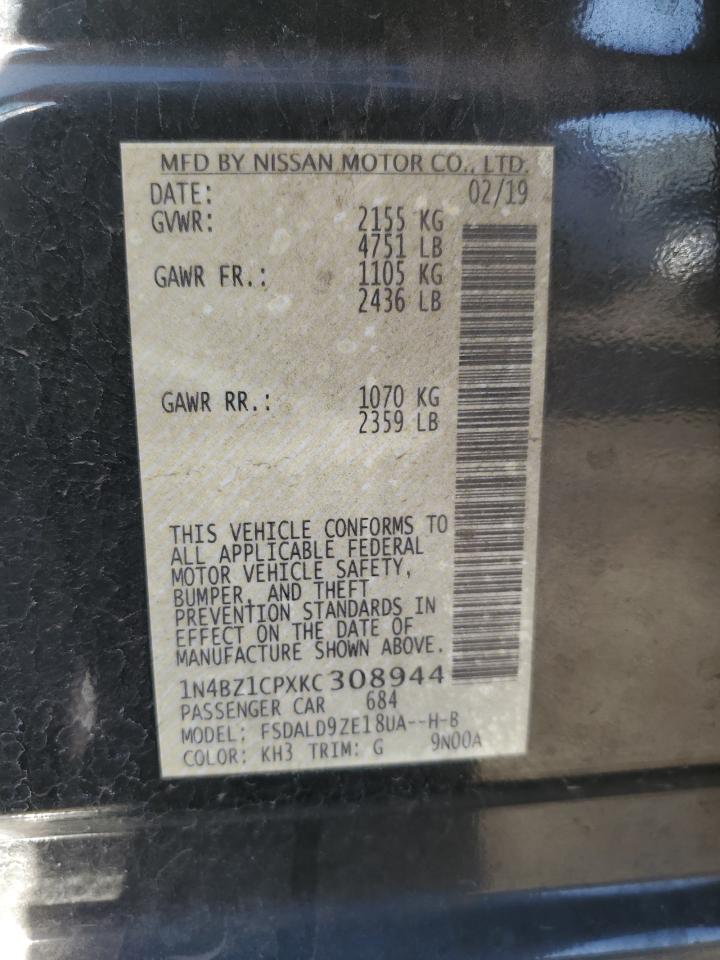 MFD BY NISSAN MOTOR CO., LTD.
DATE: 02/19
GVWR: 2155 KG
4751 LB
GAWR FR.: 1105 KG
2436 LB
GAWR RR.: 1070 KG
2359 LB
THIS VEHICLE CONFORMS TO
ALL APPLICABLE FEDERAL
MOTOR VEHICLE SAFETY,
BUMPER, AND THEFT
PREVENTION STANDARDS IN
EFFECT ON THE DATE OF
MANUFACTURE SHOWN ABOVE.
1N4BZ1CPXKC308944
PASSENGER CAR 684
MODEL: FSDALD9ZE18UA--H-B
COLOR: KH3 TRIM: G 9N00A